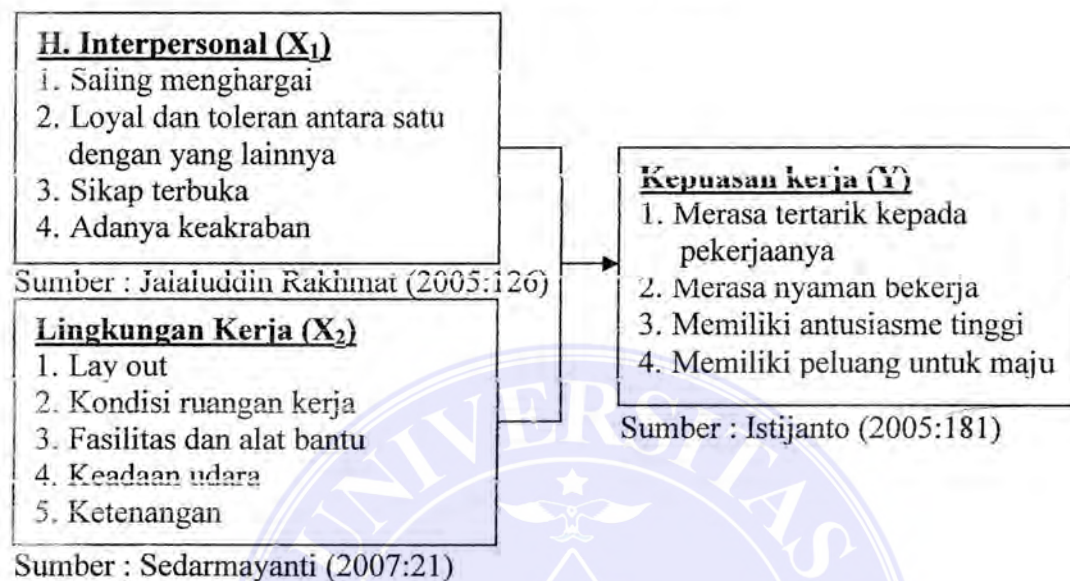 H. Interpersonal (X₁)
1. Saling menghargai
2. Loyal dan toleran antara satu
dengan yang lainnya
3. Sikap terbuka
4. Adanya keakraban
Sumber : Jalaluddin Rakhmat (2005:126)
Lingkungan Kerja (X₂)
1. Lay out
2. Kondisi ruangan kerja
3. Fasilitas dan alat bantu
4. Keadaan udara
5. Ketenangan
Sumber : Sedarmayanti (2007:21)
Kepuasan kerja (Y)
1. Merasa tertarik kepada
pekerjaanya
2. Merasa nyaman bekerja
3. Memiliki antusiasme tinggi
4. Memiliki peluang untuk maju
Sumber : Istijanto (2005:181)
UNIVERSITAS